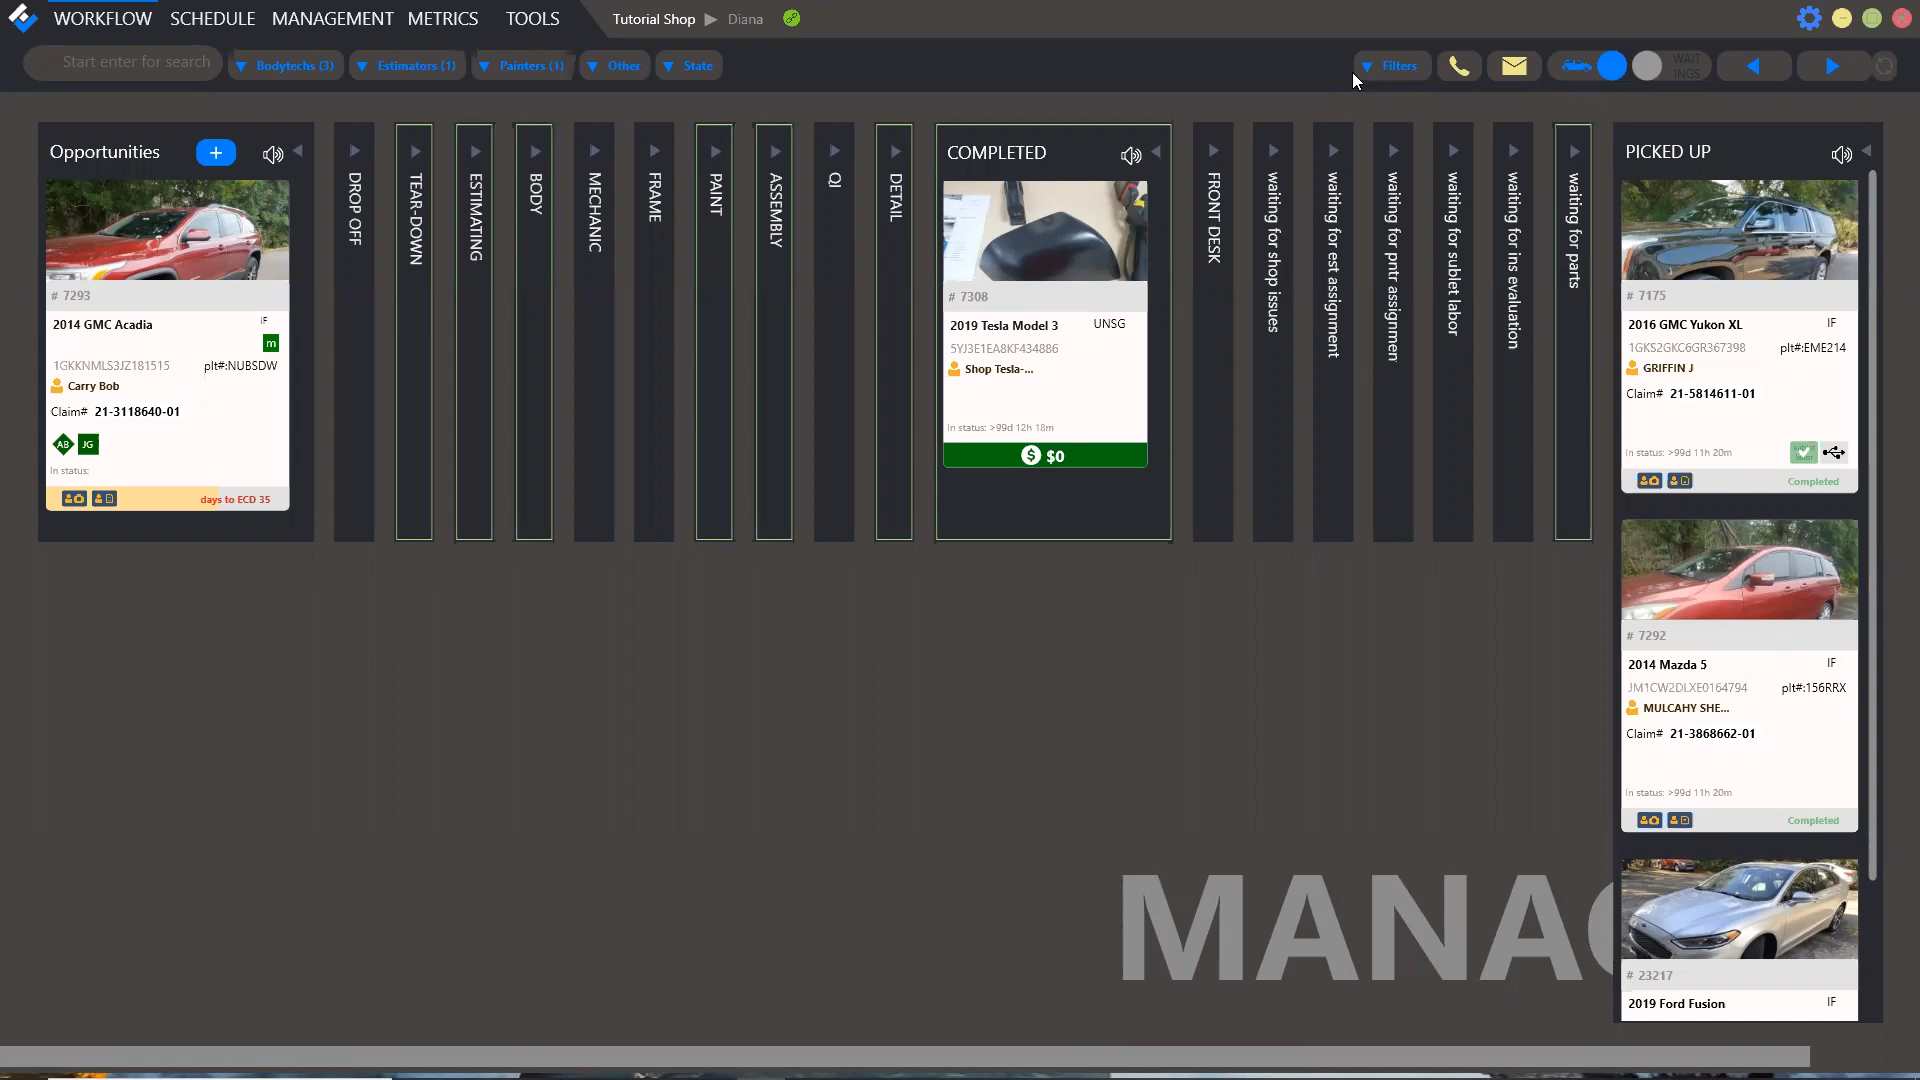 WORKFLOW SCHEDULE MANAGEMENT METRICS TOOLS
Tutorial Shop ▶ Diana
Start enter for search
Bodytechs (3)
Estimators (1)
Painters (1)
Other
State
Filters
WAIT
INGS
Opportunities
+
# 7293
2014 GMC Acadia
IF
m
1GKKNMLS3JZ181515
plt#:NUBSDW
Carry Bob
Claim# 21-3118640-01
AB JG
In status:
days to ECD 35
DROP OFF
TEAR-DOWN
ESTIMATING
BODY
MECHANIC
FRAME
PAINT
ASSEMBLY
QI
DETAIL
COMPLETED
# 7308
2019 Tesla Model 3
UNSG
5YJ3E1EA8KF434886
Shop Tesla-...
In status: >99d 12h 18m
$ $0
FRONT DESK
waiting for shop issues
waiting for est assignment
waiting for pntr assignmen
waiting for sublet labor
waiting for ins evaluation
waiting for parts
PICKED UP
# 7175
2016 GMC Yukon XL
IF
1GKS2GKC6GR367398
plt#:EME214
GRIFFIN J
Claim# 21-5814611-01
In status: >99d 11h 20m
Completed
# 7292
2014 Mazda 5
IF
JM1CW2DLXE0164794
plt#:156RRX
MULCAHY SHE...
Claim# 21-3868662-01
In status: >99d 11h 20m
Completed
# 23217
2019 Ford Fusion
IF
MANAG